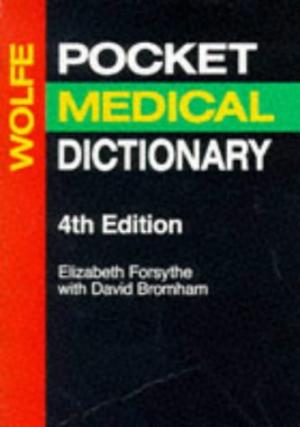 WOLFE
POCKET
MEDICAL
DICTIONARY
4th Edition
Elizabeth Forsythe
with David Bromham